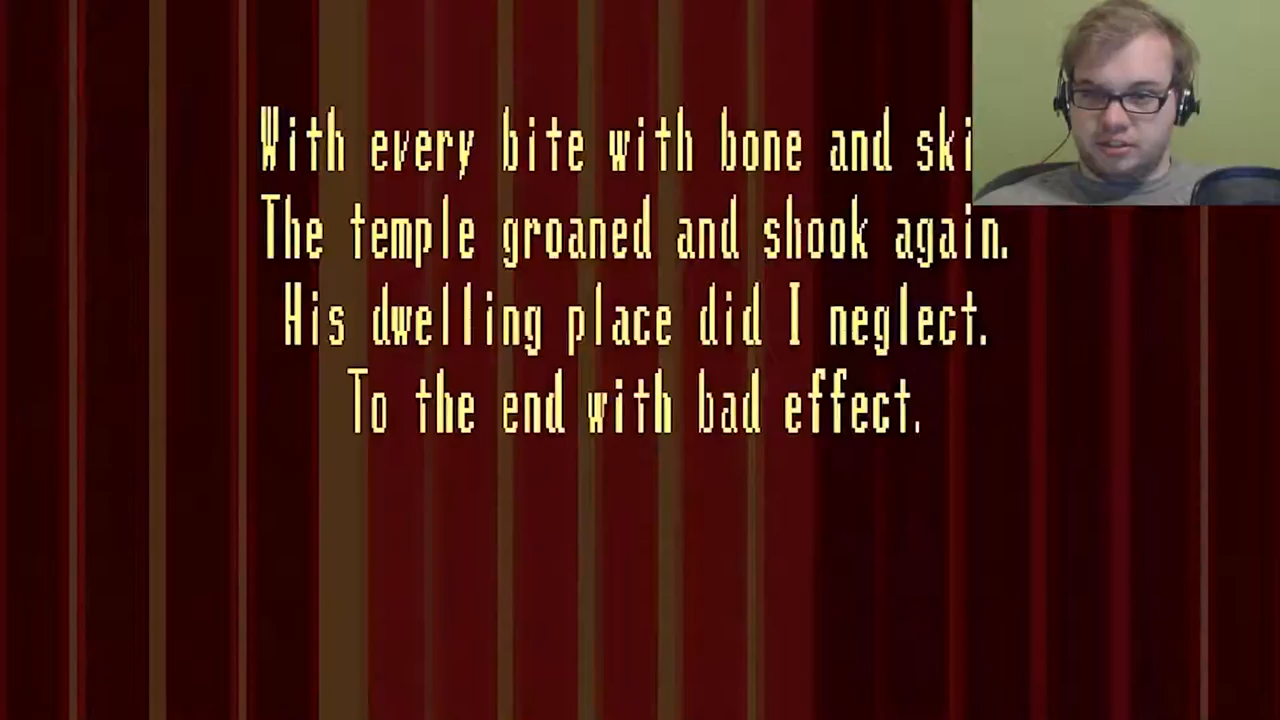 With every bite with bone and ski
The temple groaned and shook again.
His dwelling place did I neglect.
To the end with bad effect.